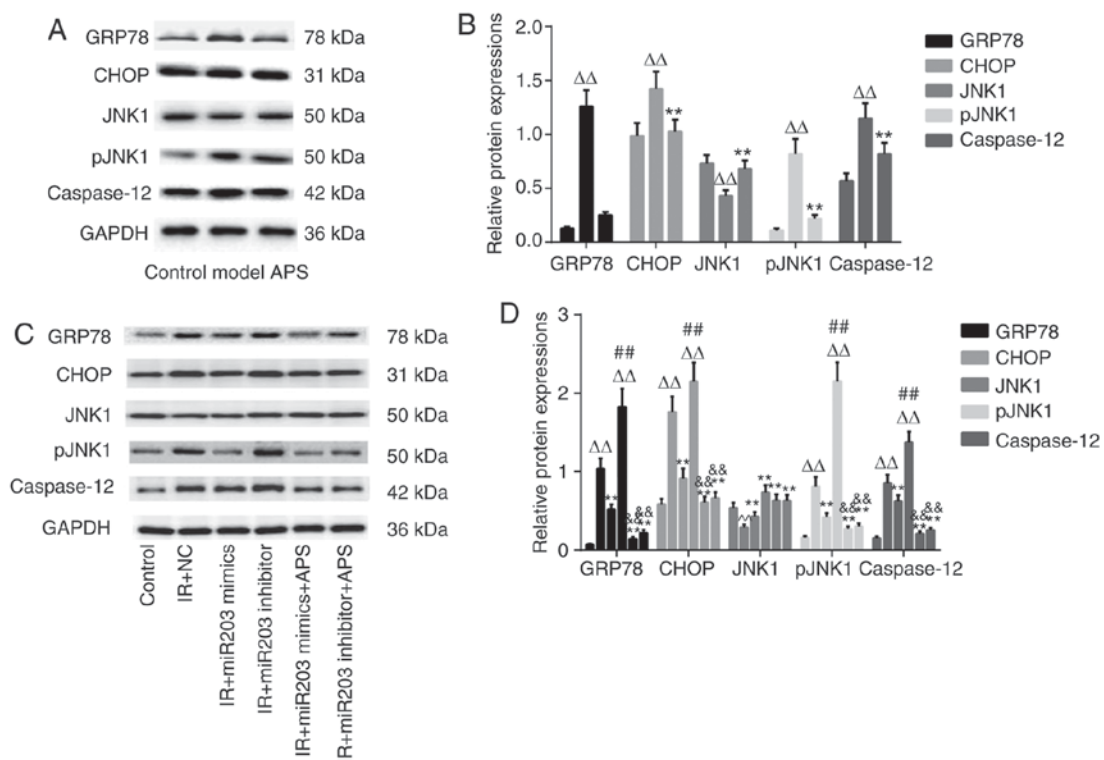 A
GRP78 78 kDa
CHOP 31 kDa
JNK1 50 kDa
pJNK1 50 kDa
Caspase-12 42 kDa
GAPDH 36 kDa
Control model APS
B
Relative protein expressions
2.0
1.5
1.0
0.5
0.0
ΔΔ
ΔΔ
**
ΔΔ
**
ΔΔ
**
ΔΔ
**
GRP78 CHOP JNK1 pJNK1 Caspase-12
GRP78
CHOP
JNK1
pJNK1
Caspase-12
C
GRP78 78 kDa
CHOP 31 kDa
JNK1 50 kDa
pJNK1 50 kDa
Caspase-12 42 kDa
GAPDH 36 kDa
Control
IR+NC
IR+miR203 mimics
IR+miR203 inhibitor
IR+miR203 mimics+APS
R+miR203 inhibitor+APS
D
Relative protein expressions
3
2
1
0
ΔΔ
**
##
ΔΔ
&&
**
&&
**
ΔΔ
**
##
ΔΔ
&&
**
&&
**
**
**
**
**
ΔΔ
**
##
ΔΔ
&&
**
&&
**
ΔΔ
**
##
ΔΔ
&&
**
&&
**
GRP78 CHOP JNK1 pJNK1 Caspase-12
GRP78
CHOP
JNK1
pJNK1
Caspase-12